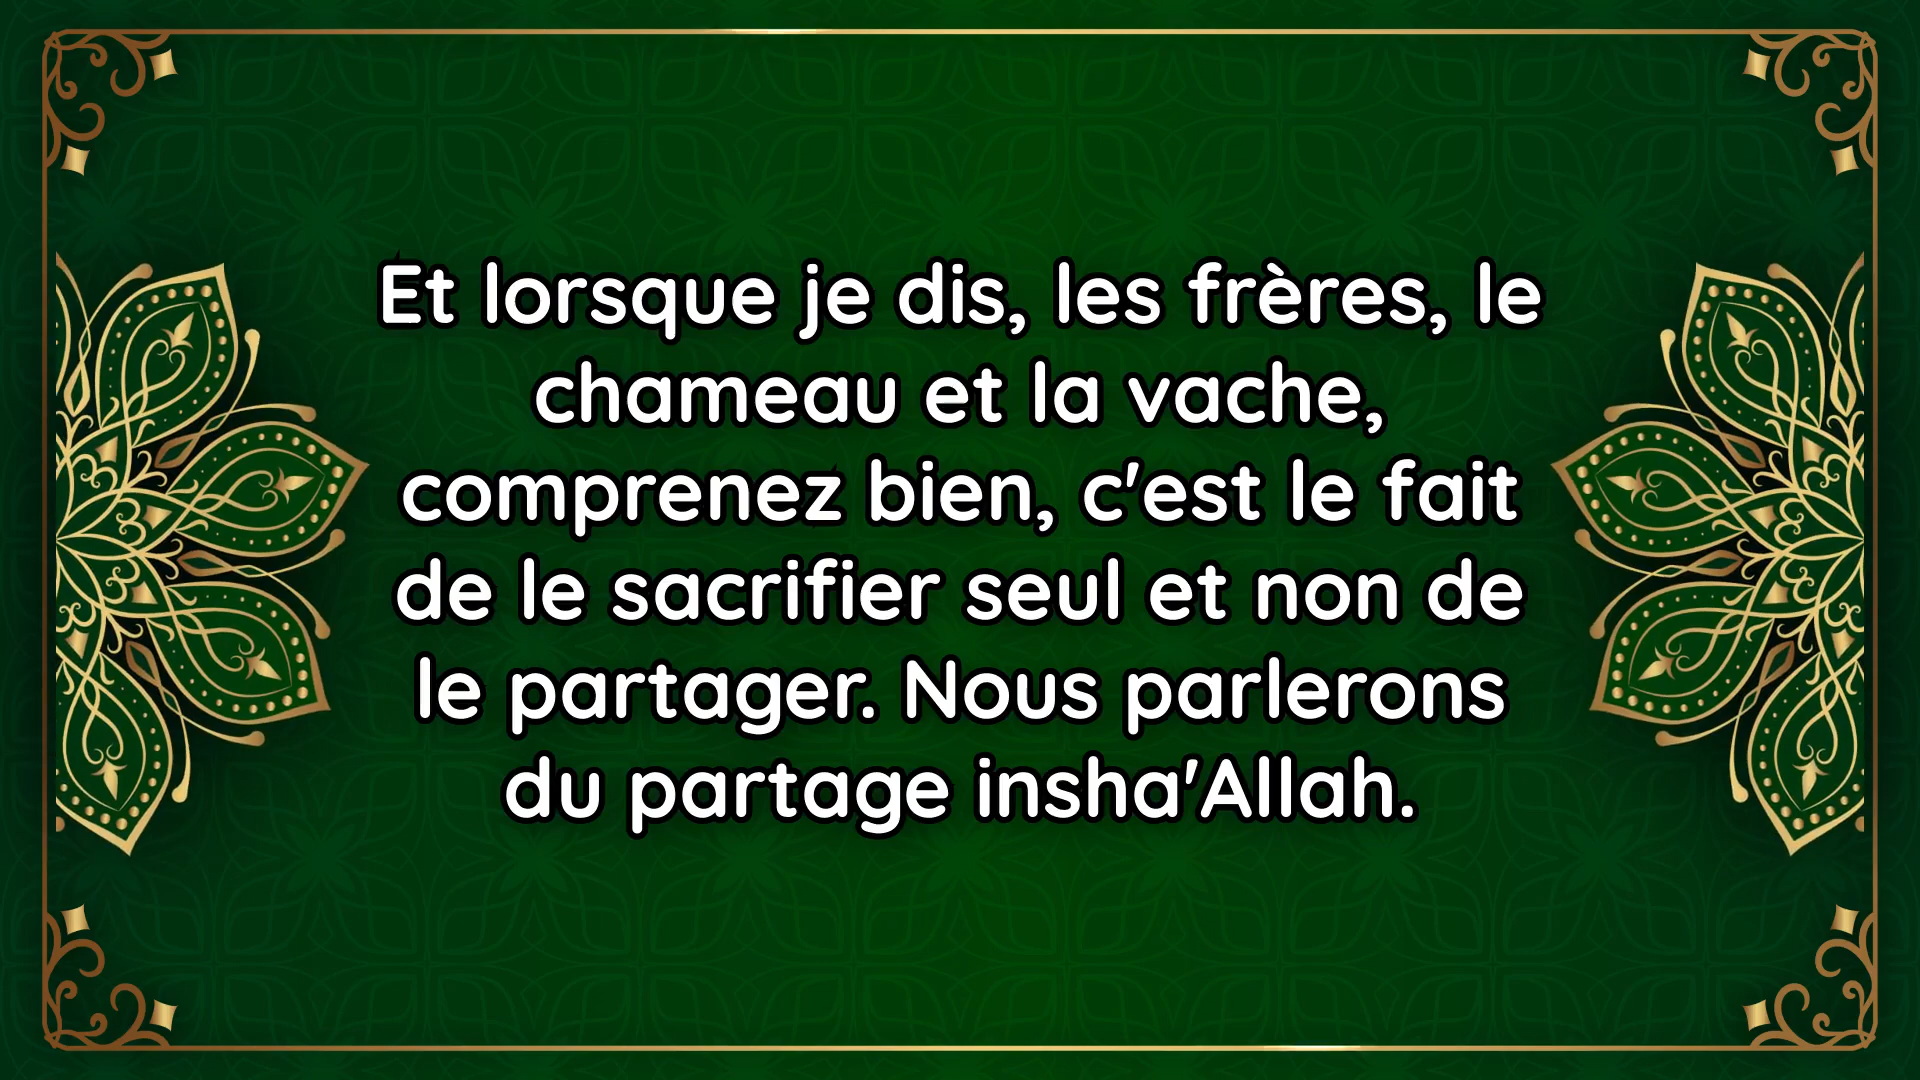 Et lorsque je dis, les frères, le
chameau et la vache,
comprenez bien, c'est le fait
de le sacrifier seul et non de
le partager. Nous parlerons
du partage insha'Allah.